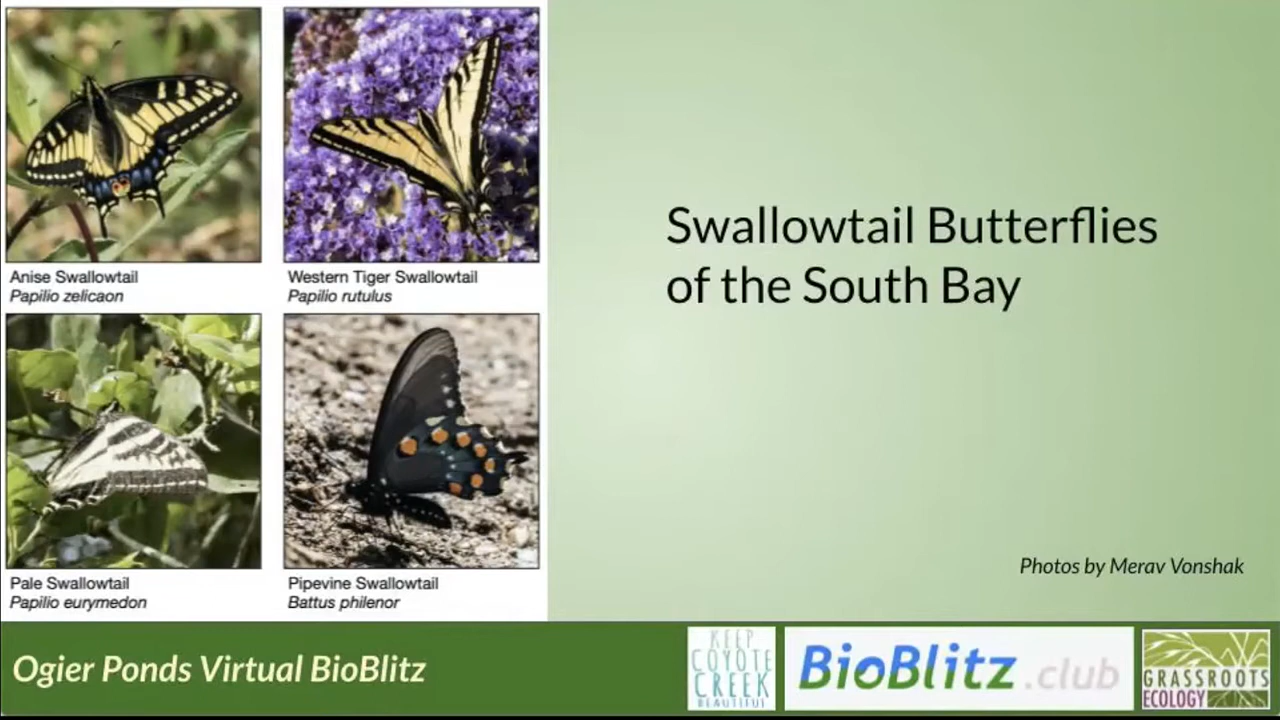 Anise Swallowtail
Papilio zelicaon
Western Tiger Swallowtail
Papilio rutulus
Pale Swallowtail
Papilio eurymedon
Pipevine Swallowtail
Battus philenor
Swallowtail Butterflies
of the South Bay
Photos by Merav Vonshak
Ogier Ponds Virtual BioBlitz
KEEP
COYOTE
CREEK
BEAUTIFUL
BioBlitz.club
GRASSROOTS
ECOLOGY